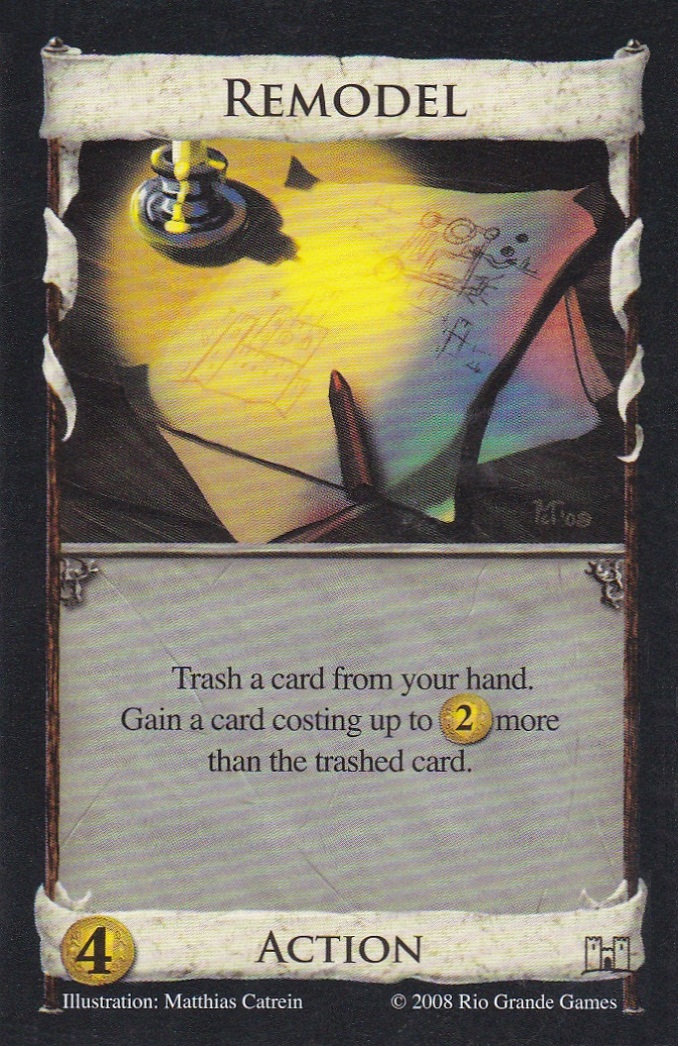 REMODEL
Trash a card from your hand.
Gain a card costing up to 2 more
than the trashed card.
4 ACTION
Illustration: Matthias Catrein © 2008 Rio Grande Games